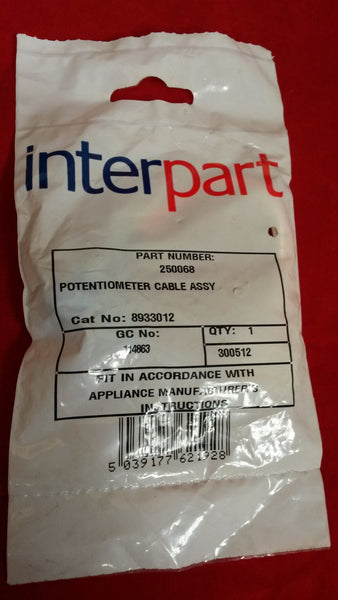 interpart
PART NUMBER:
250068
POTENTIOMETER CABLE ASSY
Cat No: 8933012
GC No:
QTY: 1
114863
300512
FIT IN ACCORDANCE WITH
APPLIANCE MANUFACTURER'S
INSTRUCTIONS
5 039177 621928